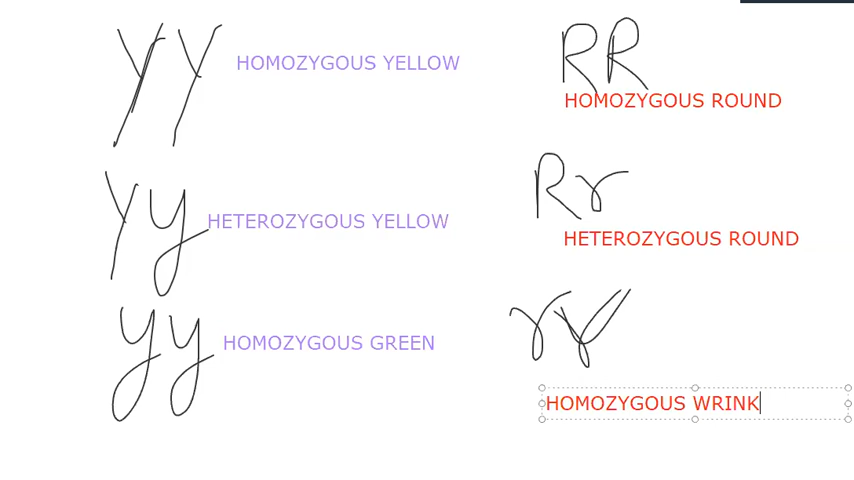 YY HOMOZYGOUS YELLOW
RR
HOMOZYGOUS ROUND
Yy HETEROZYGOUS YELLOW
Rr
HETEROZYGOUS ROUND
yy HOMOZYGOUS GREEN
rr
HOMOZYGOUS WRINK